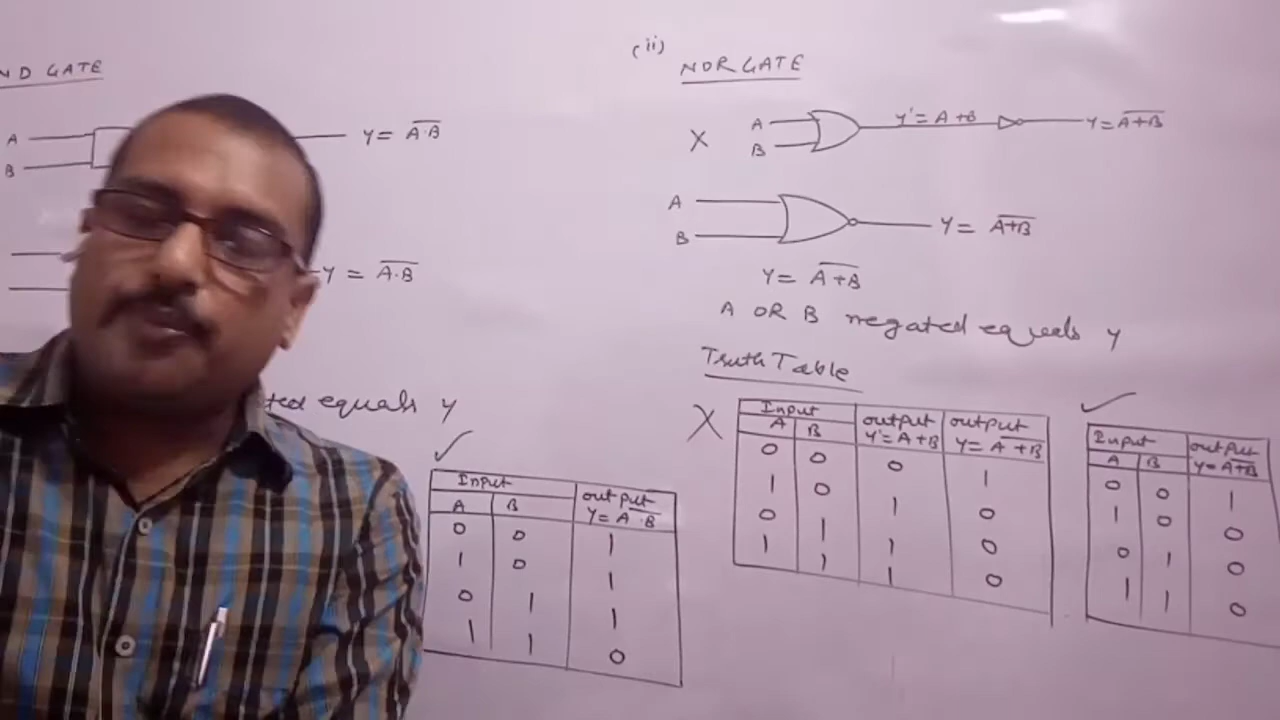 ND GATE
A
B
Y = A̅·̅B̅
Y = A̅·̅B̅
equals Y
Input output
A B Y = A̅·̅B̅
0 0 1
1 0 1
0 1 1
1 1 0
(ii)
NOR GATE
X A B Y' = A+B Y = A̅+̅B̅
A
B
Y = A̅+̅B̅
Y = A̅+̅B̅
A OR B negated equals Y
Truth Table
X
Input output output
A B Y' = A+B Y = A̅+̅B̅
0 0 0 1
1 0 1 0
0 1 1 0
1 1 1 0
Input output
A B Y = A̅+̅B̅
0 0 1
1 0 0
0 1 0
1 1 0